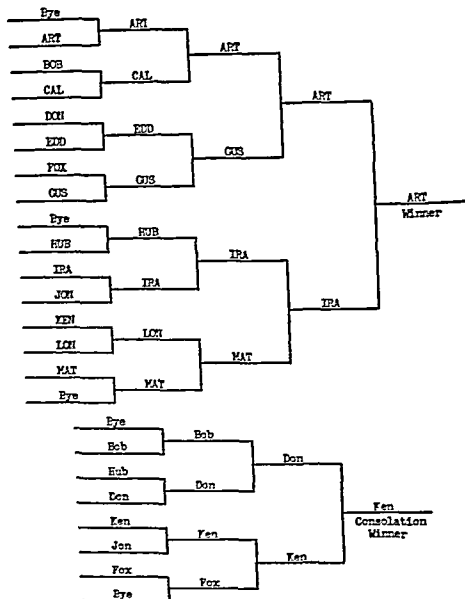 Bye
ART
ART
BOB
CAL
CAL
ART
DON
EDD
EDD
FOX
GUS
GUS
GUS
ART
Bye
HUB
HUB
IRA
JON
IRA
IRA
KEN
LON
LON
MAT
Bye
MAT
MAT
IRA
ART
Winner
Bye
Bob
Bob
Hub
Don
Don
Don
Ken
Jon
Ken
Fox
Bye
Fox
Ken
Ken
Consolation
Winner